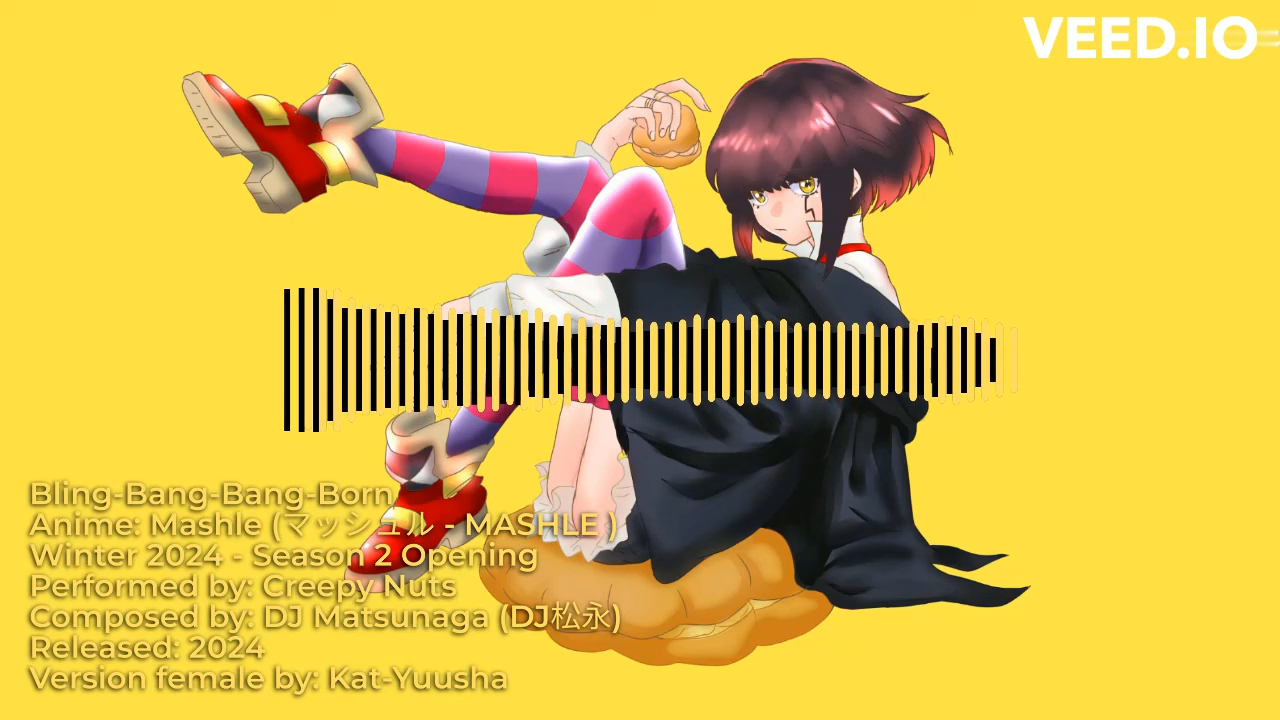 VEED.IO
Bling-Bang-Bang-Born
Anime: Mashle (マッシュル - MASHLE )
Winter 2024 - Season 2 Opening
Performed by: Creepy Nuts
Composed by: DJ Matsunaga (DJ松永)
Released: 2024
Version female by: Kat-Yuusha